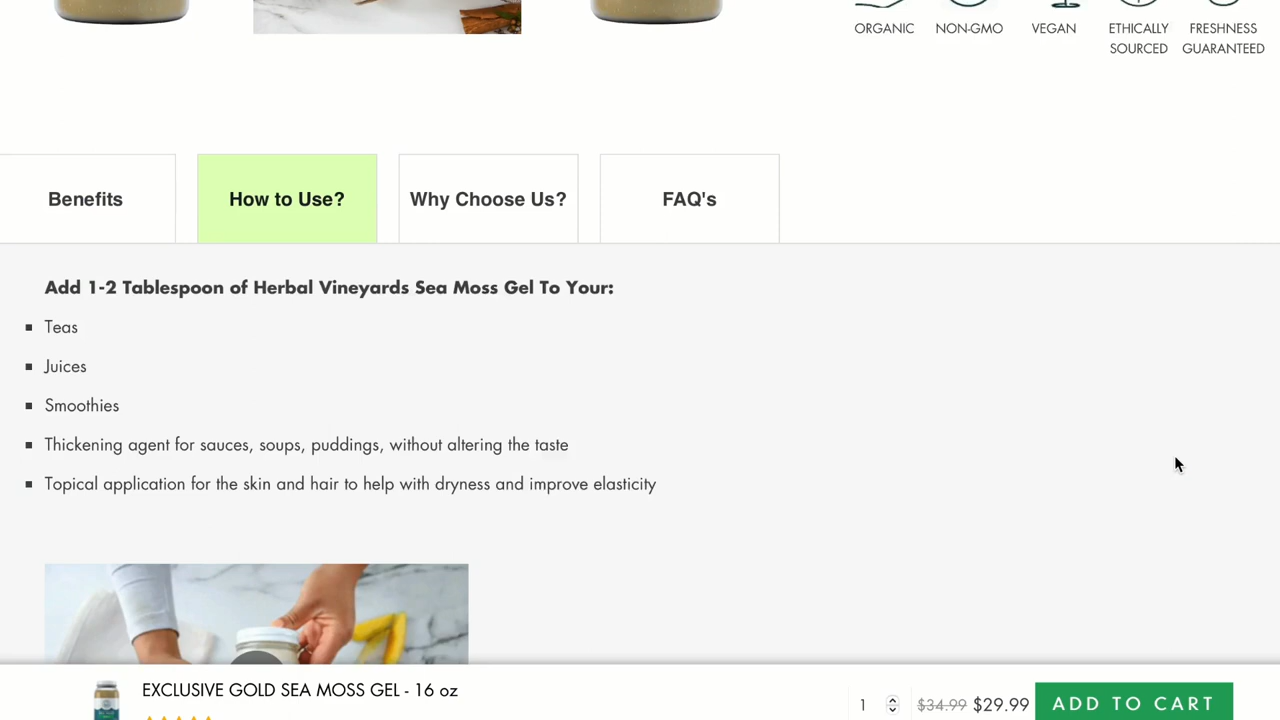 ORGANIC
NON-GMO
VEGAN
ETHICALLY
SOURCED
FRESHNESS
GUARANTEED
Benefits
How to Use?
Why Choose Us?
FAQ's
Add 1-2 Tablespoon of Herbal Vineyards Sea Moss Gel To Your:
Teas
Juices
Smoothies
Thickening agent for sauces, soups, puddings, without altering the taste
Topical application for the skin and hair to help with dryness and improve elasticity
EXCLUSIVE GOLD SEA MOSS GEL - 16 oz
1
$34.99 $29.99
ADD TO CART